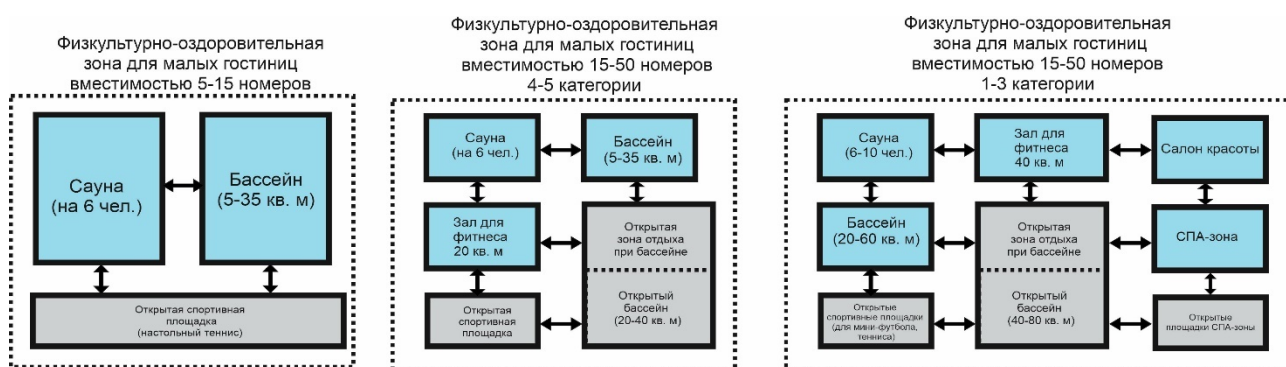 Физкультурно-оздоровительная
зона для малых гостиниц
вместимостью 5-15 номеров
Сауна
(на 6 чел.)
Бассейн
(5-35 кв. м)
Открытая спортивная
площадка
(настольный теннис)
Физкультурно-оздоровительная
зона для малых гостиниц
вместимостью 15-50 номеров
4-5 категории
Сауна
(на 6 чел.)
Бассейн
(5-35 кв. м)
Зал для
фитнеса
20 кв. м
Открытая
зона отдыха
при бассейне
Открытая
спортивная
площадка
Открытый
бассейн
(20-40 кв. м)
Физкультурно-оздоровительная
зона для малых гостиниц
вместимостью 15-50 номеров
1-3 категории
Сауна
(6-10 чел.)
Зал для
фитнеса
40 кв. м
Салон красоты
Бассейн
(20-60 кв. м)
Открытая
зона отдыха
при бассейне
СПА-зона
Открытые
спортивные площадки
(для мини-футбола,
тенниса)
Открытый
бассейн
(40-80 кв. м)
Открытые
площадки СПА-зоны